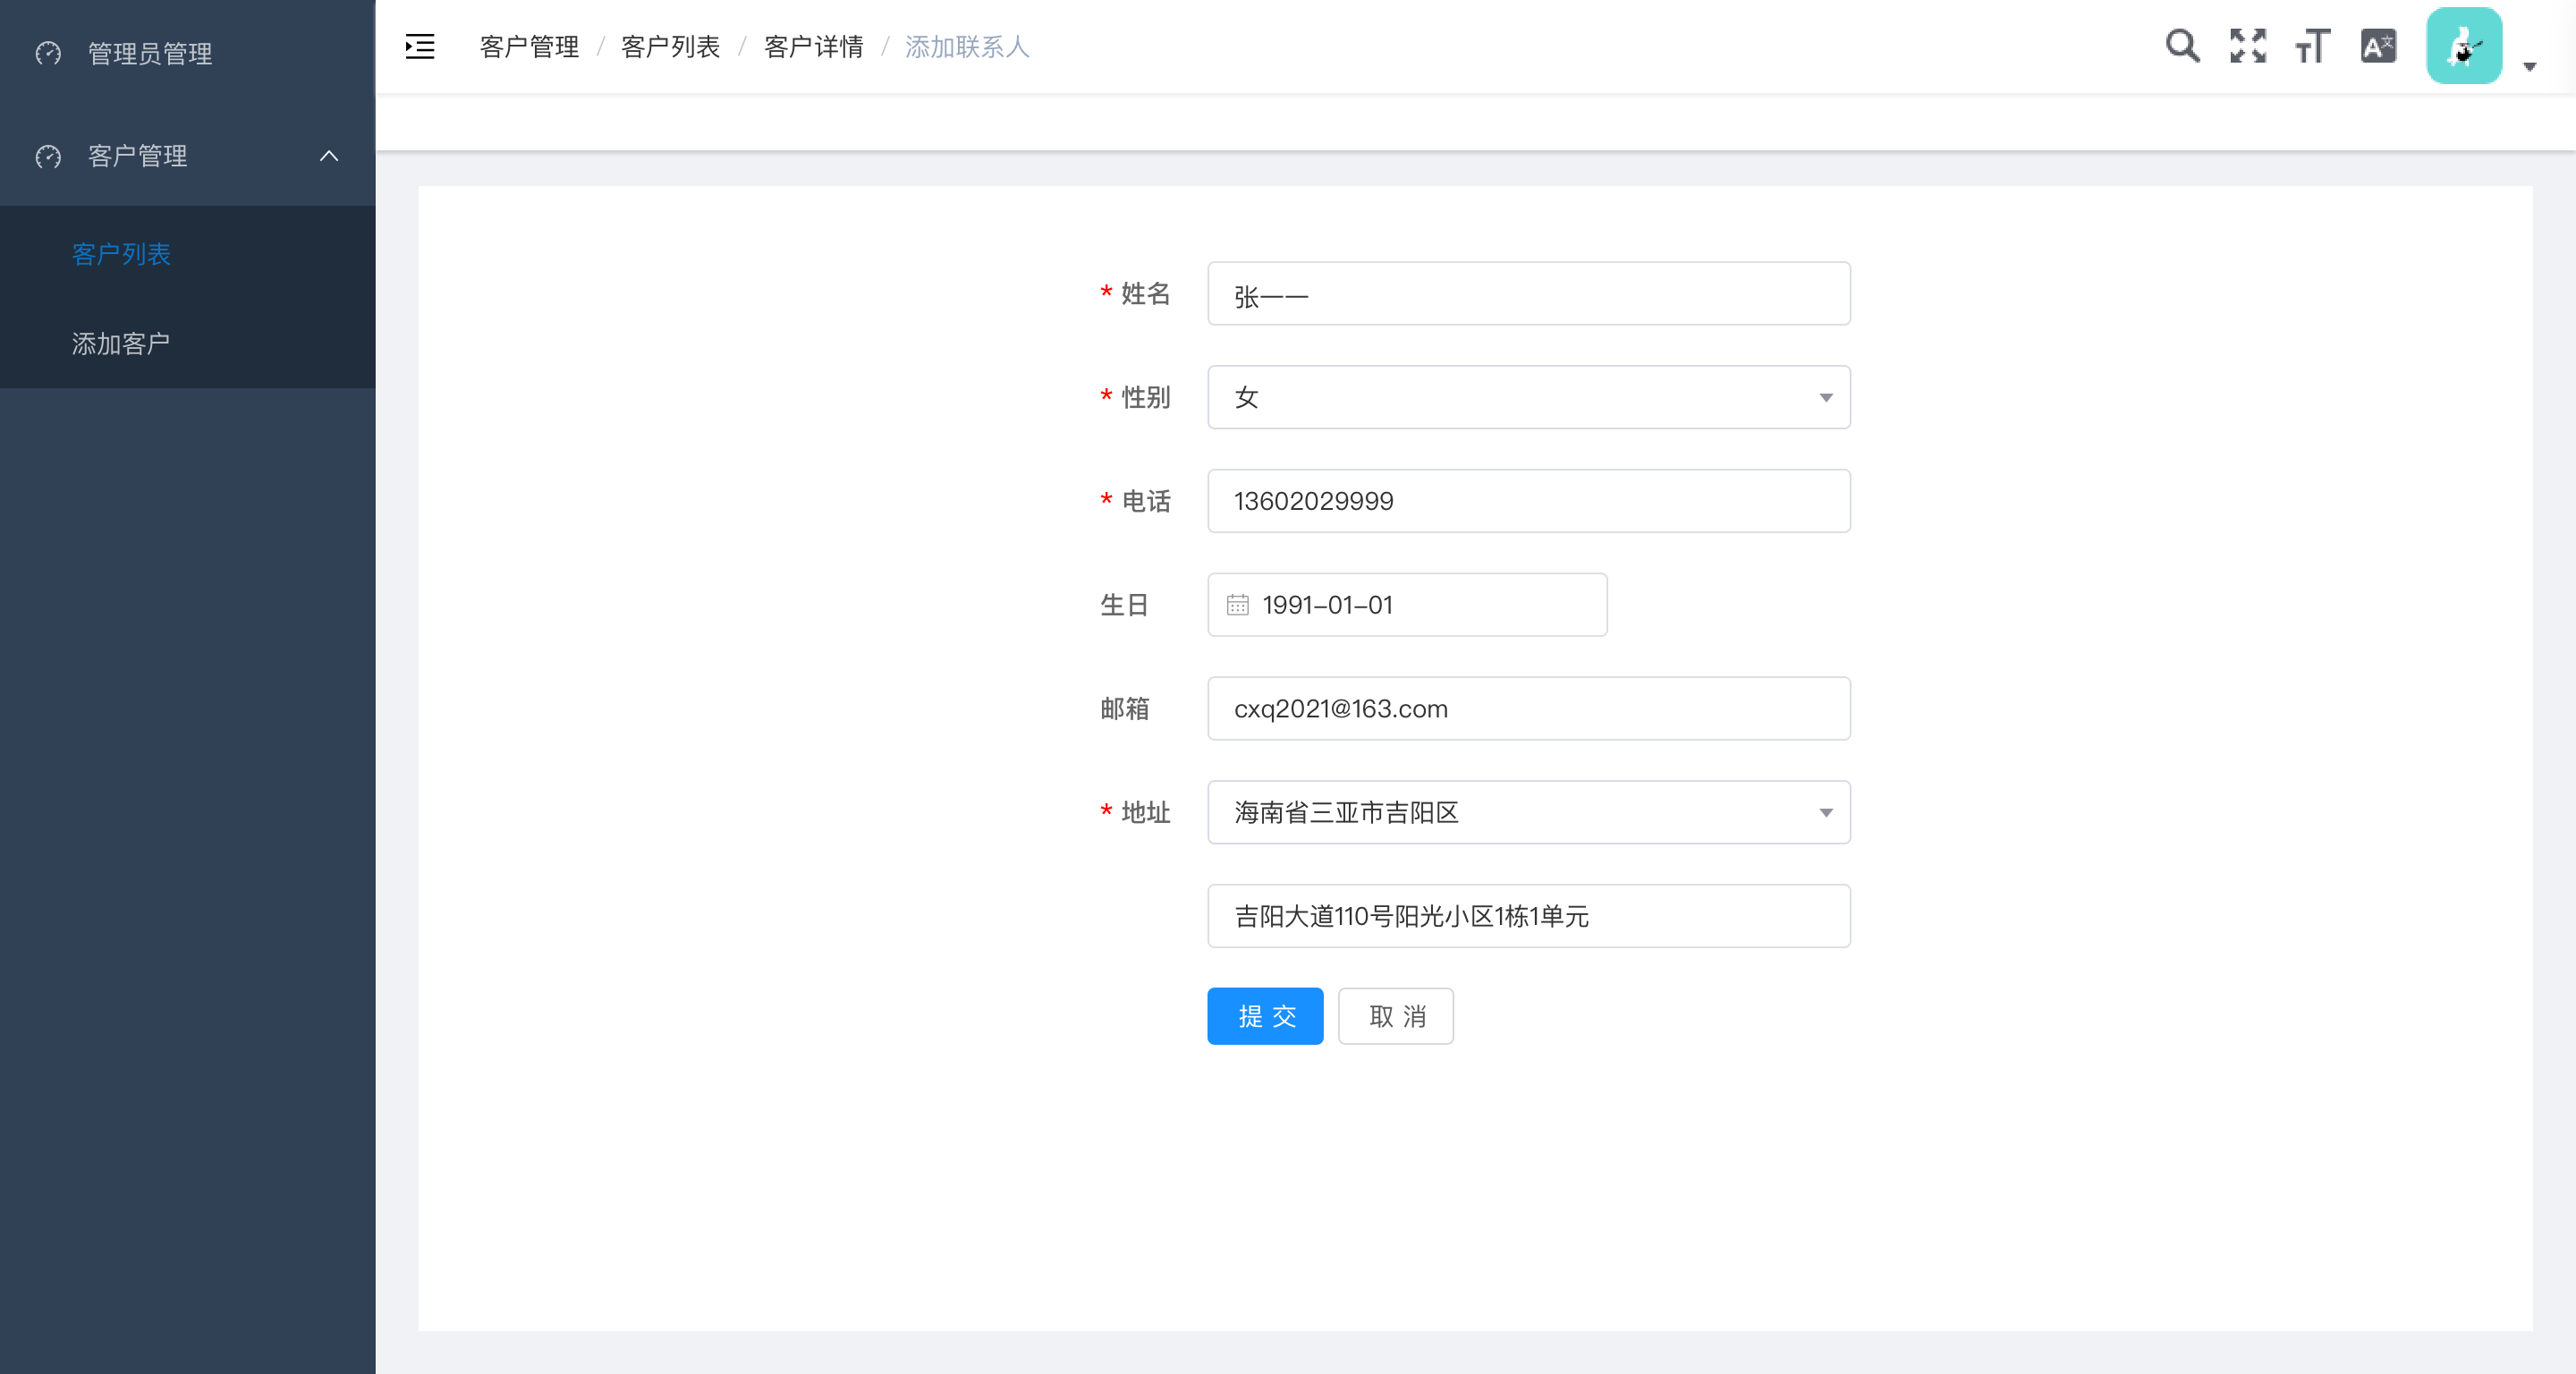 管理员管理
客户管理
客户列表
添加客户
客户管理 / 客户列表 / 客户详情 / 添加联系人
* 姓名 张一一
* 性别 女
* 电话 13602029999
生日 1991-01-01
邮箱 cxq2021@163.com
* 地址 海南省三亚市吉阳区
吉阳大道110号阳光小区1栋1单元
提交 取消